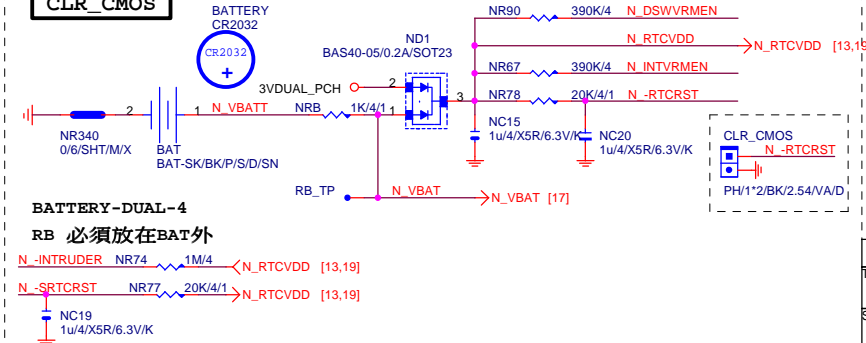 CLR_CMOS
BATTERY
CR2032
CR2032
+
NR90 390K/4 N_DSWVRMEN
ND1
BAS40-05/0.2A/SOT23
N_RTCVDD
N_RTCVDD [13,19
3VDUAL_PCH
2
3
1
NR67 390K/4 N_INTVRMEN
NR78 20K/4/1 N_-RTCRST
2
1
N_VBATT
NRB
1K/4/1
NR340
0/6/SHT/M/X
BAT
BAT-SK/BK/P/S/D/SN
NC15
1u/4/X5R/6.3V/K
NC20
1u/4/X5R/6.3V/K
CLR_CMOS
N_-RTCRST
PH/1*2/BK/2.54/VA/D
RB_TP
N_VBAT
N_VBAT [17]
BATTERY-DUAL-4
RB 必須放在BAT外
N_-INTRUDER NR74 1M/4 N_RTCVDD [13,19]
N_-SRTCRST NR77 20K/4/1 N_RTCVDD [13,19]
NC19
1u/4/X5R/6.3V/K